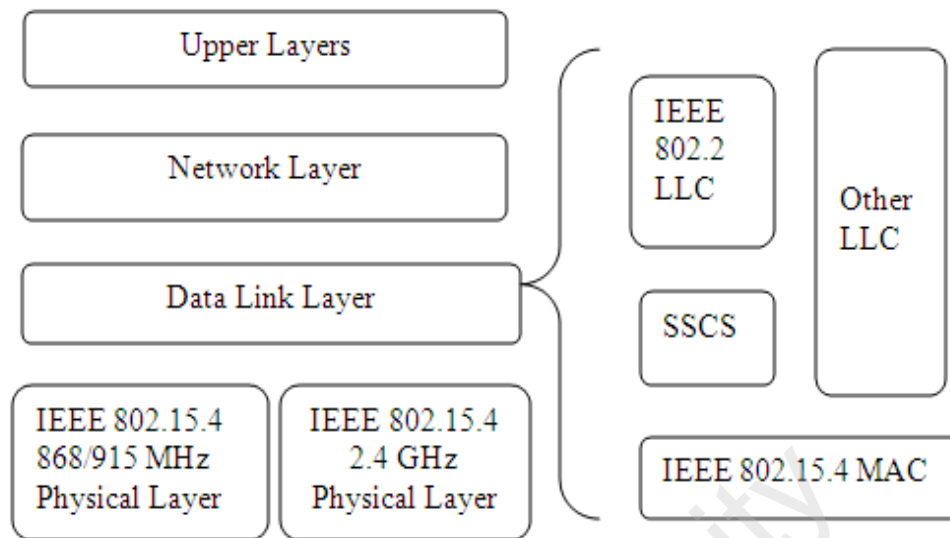 Upper Layers
Network Layer
Data Link Layer
IEEE 802.15.4
868/915 MHz
Physical Layer
IEEE 802.15.4
2.4 GHz
Physical Layer
IEEE
802.2
LLC
SSCS
Other
LLC
IEEE 802.15.4 MAC